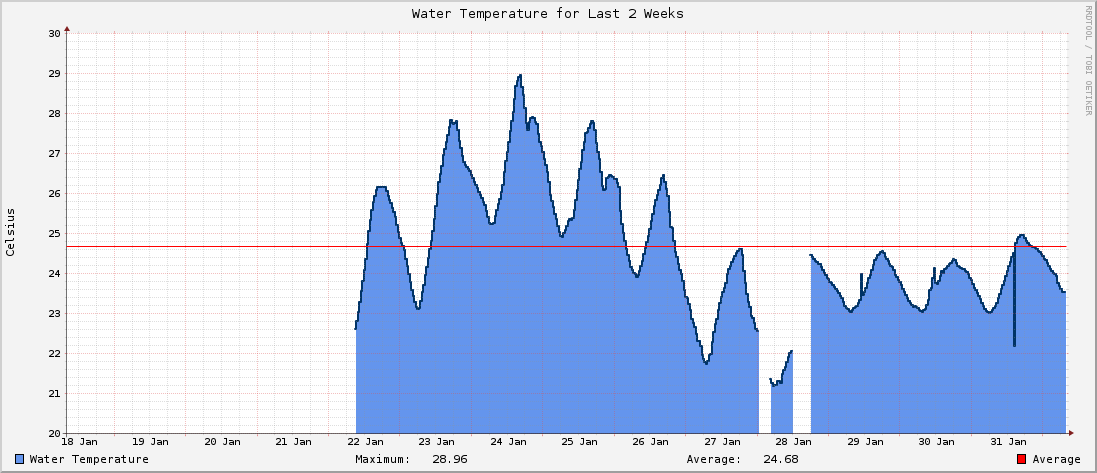 Water Temperature for Last 2 Weeks
RRDTOOL / TOBI OETIKER
Celsius
30
29
28
27
26
25
24
23
22
21
20
18 Jan 19 Jan 20 Jan 21 Jan 22 Jan 23 Jan 24 Jan 25 Jan 26 Jan 27 Jan 28 Jan 29 Jan 30 Jan 31 Jan
Water Temperature Maximum: 28.96 Average: 24.68 Average